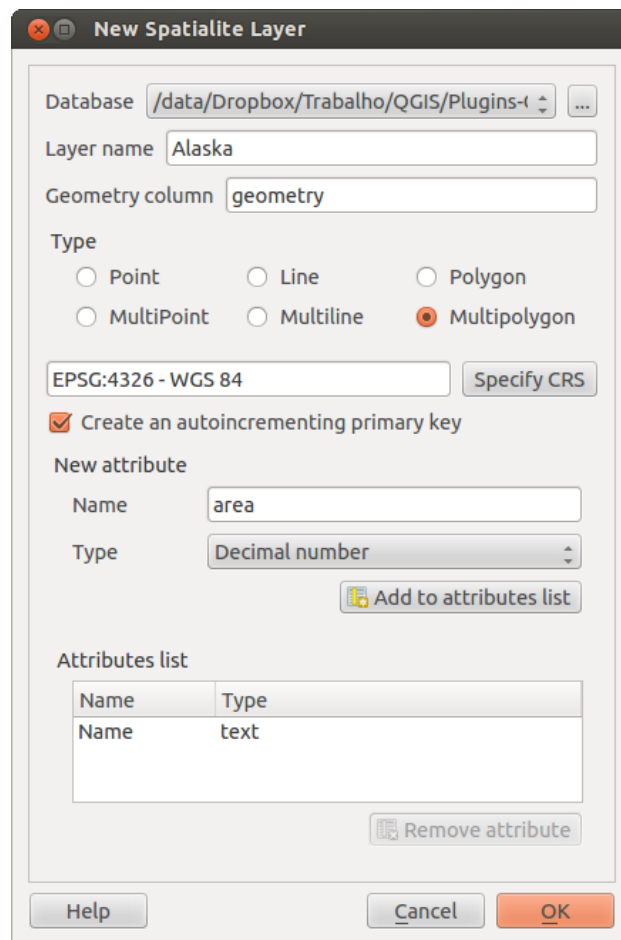 New Spatialite Layer
Database /data/Dropbox/Trabalho/QGIS/Plugins-( ...
Layer name Alaska
Geometry column geometry
Type
Point Line Polygon
MultiPoint Multiline Multipolygon
EPSG:4326 - WGS 84 Specify CRS
Create an autoincrementing primary key
New attribute
Name area
Type Decimal number
Add to attributes list
Attributes list
Name Type
Name text
Remove attribute
Help Cancel OK